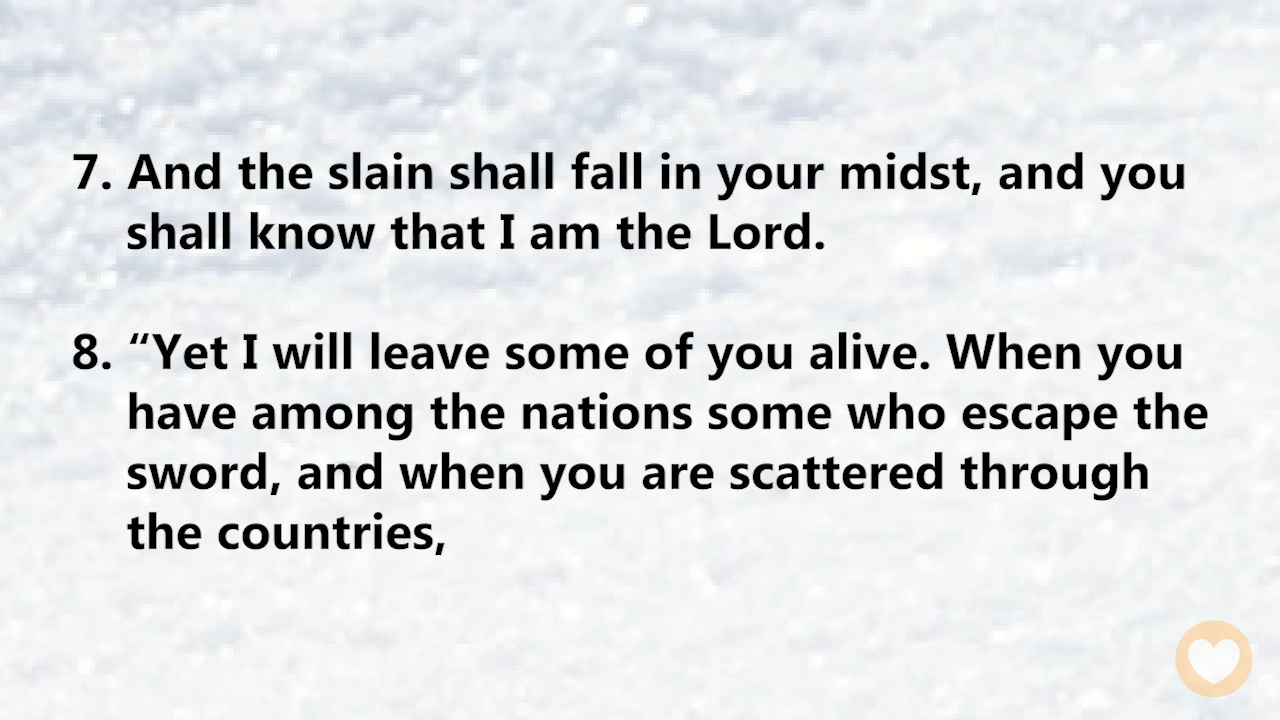 7. And the slain shall fall in your midst, and you
shall know that I am the Lord.
8. “Yet I will leave some of you alive. When you
have among the nations some who escape the
sword, and when you are scattered through
the countries,